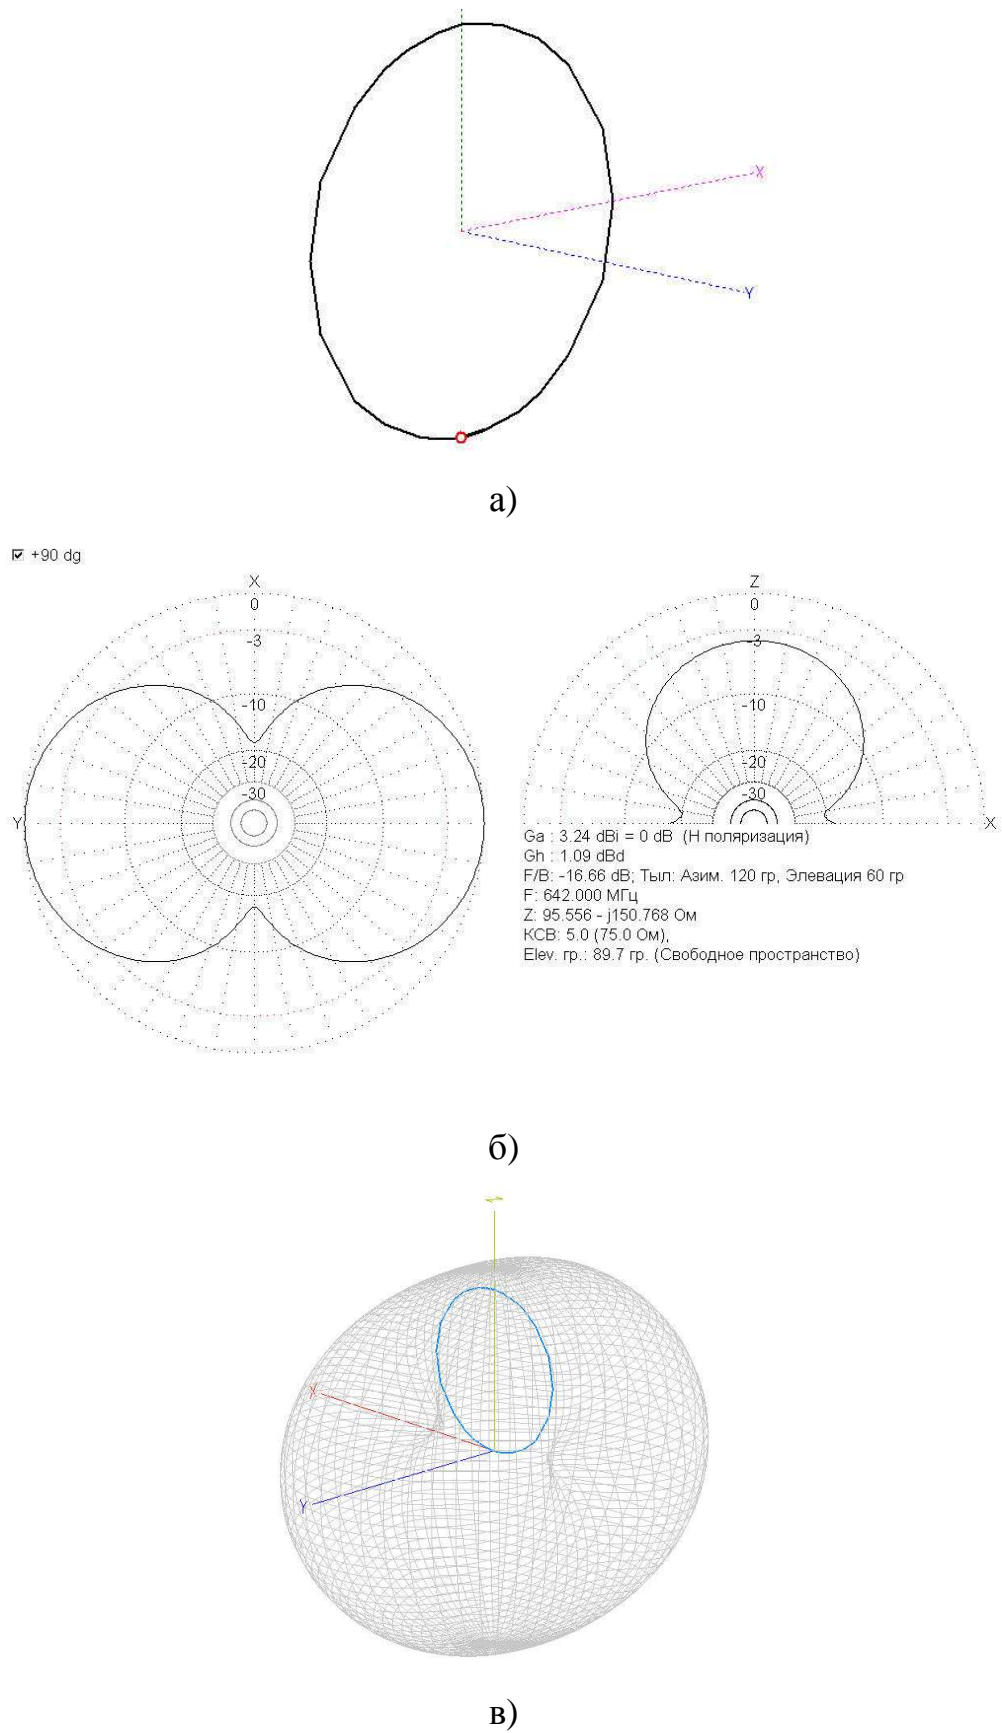 X
Y
а)
+90 dg
X
0
-3
-10
-20
-30
Y
Z
0
-3
-10
-20
-30
X
Ga : 3.24 dBi = 0 dB (Н поляризация)
Gh : 1.09 dBd
F/B: -16.66 dB; Тыл: Азим. 120 гр, Элевация 60 гр
F: 642.000 МГц
Z: 95.556 - j150.768 Ом
КСВ: 5.0 (75.0 Ом),
Elev. гр.: 89.7 гр. (Свободное пространство)
б)
X
Y
в)